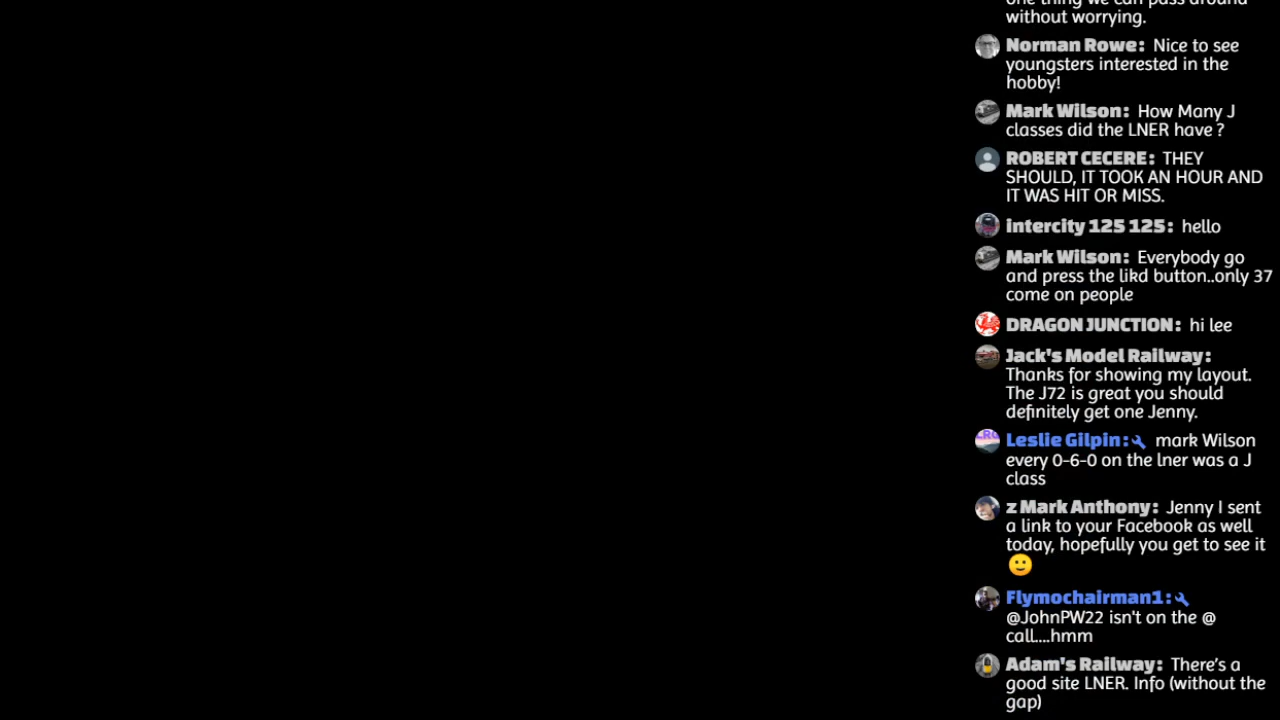 one thing we can pass around
without worrying.
Norman Rowe: Nice to see
youngsters interested in the
hobby!
Mark Wilson: How Many J
classes did the LNER have ?
ROBERT CECERE: THEY
SHOULD, IT TOOK AN HOUR AND
IT WAS HIT OR MISS.
intercity 125 125: hello
Mark Wilson: Everybody go
and press the likd button..only 37
come on people
DRAGON JUNCTION: hi lee
Jack's Model Railway:
Thanks for showing my layout.
The J72 is great you should
definitely get one Jenny.
Leslie Gilpin: mark Wilson
every 0-6-0 on the lner was a J
class
z Mark Anthony: Jenny I sent
a link to your Facebook as well
today, hopefully you get to see it
🙂
Flymochairman1:
@JohnPW22 isn't on the @
call....hmm
Adam's Railway: There's a
good site LNER. Info (without the
gap)